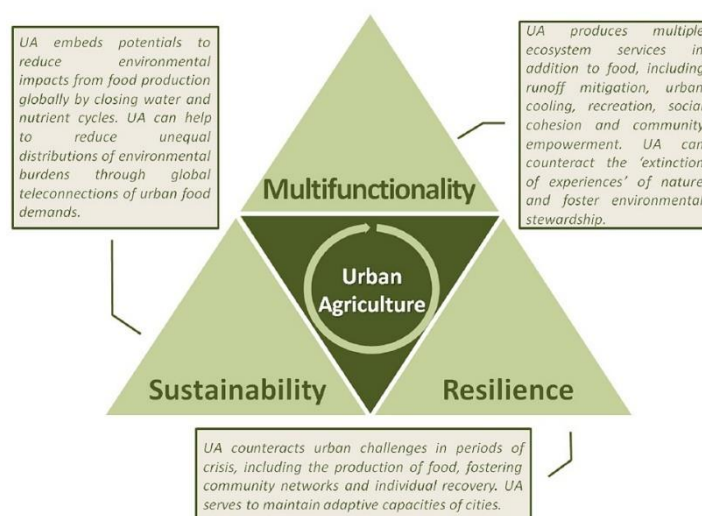 UA embeds potentials to
reduce environmental
impacts from food production
globally by closing water and
nutrient cycles. UA can help
to reduce unequal
distributions of environmental
burdens through global
teleconnections of urban food
demands.
UA produces multiple
ecosystem services in
addition to food, including
runoff mitigation, urban
cooling, recreation, social
cohesion and community
empowerment. UA can
counteract the ‘extinction
of experiences’ of nature
and foster environmental
stewardship.
Multifunctionality
Urban
Agriculture
Sustainability
Resilience
UA counteracts urban challenges in periods of
crisis, including the production of food, fostering
community networks and individual recovery. UA
serves to maintain adaptive capacities of cities.